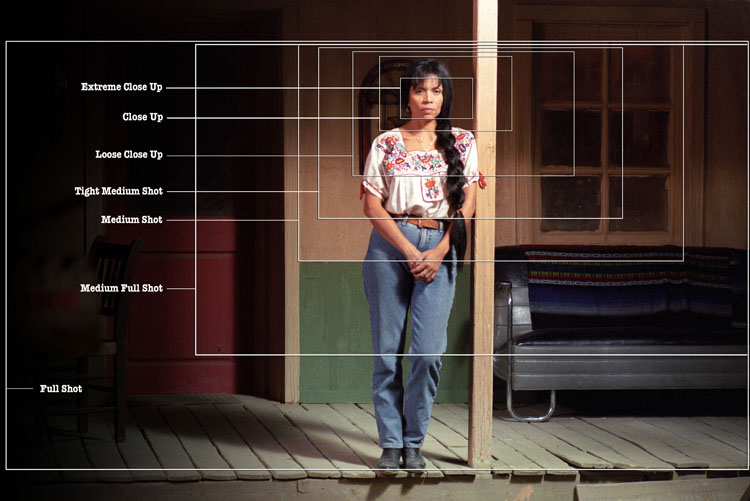 Extreme Close Up
Close Up
Loose Close Up
Tight Medium Shot
Medium Shot
Medium Full Shot
Full Shot